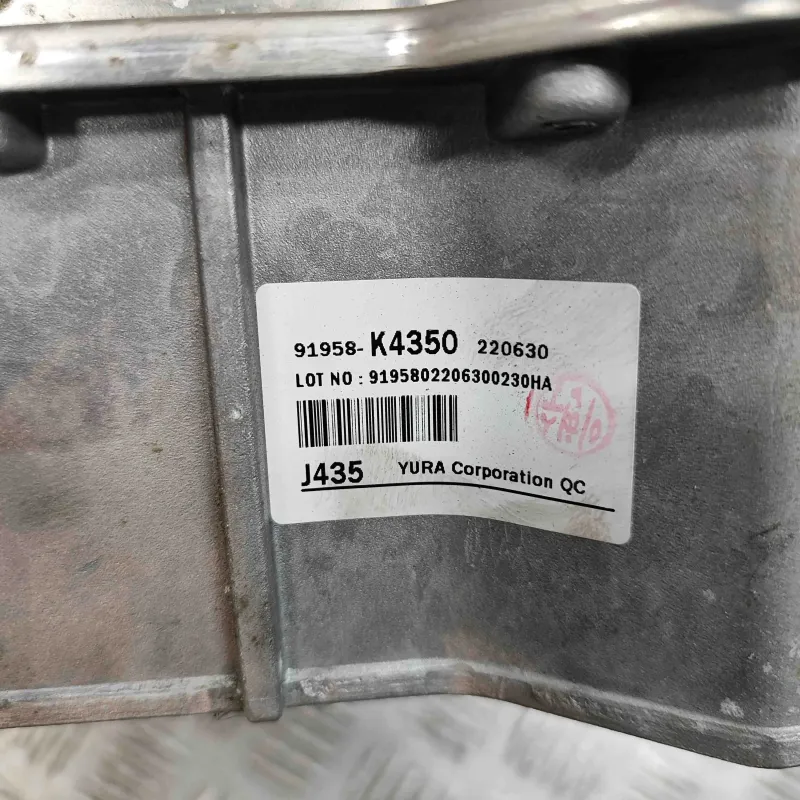 91958- K4350 220630
LOT NO : 9195802206300230HA
J435 YURA Corporation QC